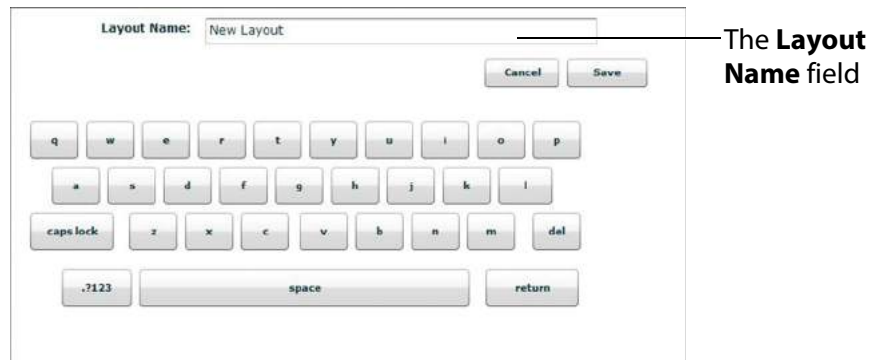 Layout Name: New Layout
The Layout
Name field
Cancel Save
q w e r t y u i o p
a s d f g h j k l
caps lock z x c v b n m del
.?123 space return